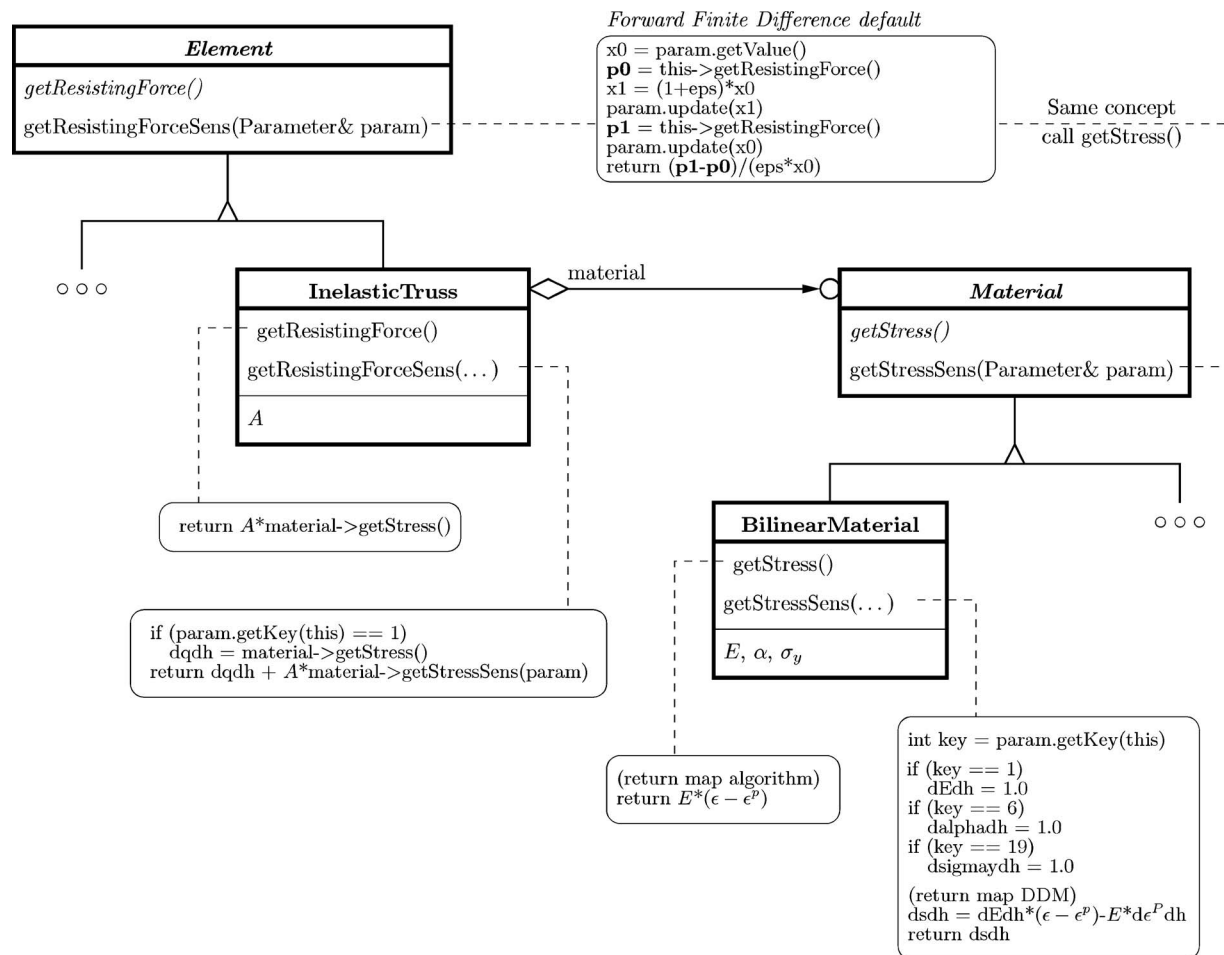 Forward Finite Difference default
Element
getResistingForce()
getResistingForceSens(Parameter& param)
x0 = param.getValue()
p0 = this->getResistingForce()
x1 = (1+eps)*x0
param.update(x1)
p1 = this->getResistingForce()
param.update(x0)
return (p1-p0)/(eps*x0)
Same concept
call getStress()
InelasticTruss
getResistingForce()
getResistingForceSens(...)
A
material
Material
getStress()
getStressSens(Parameter& param)
return A*material->getStress()
if (param.getKey(this) == 1)
dqdh = material->getStress()
return dqdh + A*material->getStressSens(param)
BilinearMaterial
getStress()
getStressSens(...)
E, α, σ_y
(return map algorithm)
return E*(ϵ − ϵ^p)
int key = param.getKey(this)
if (key == 1)
dEdh = 1.0
if (key == 6)
dalphadh = 1.0
if (key == 19)
dsigmaydh = 1.0
(return map DDM)
dsdh = dEdh*(ϵ − ϵ^p)-E*dϵ^P dh
return dsdh